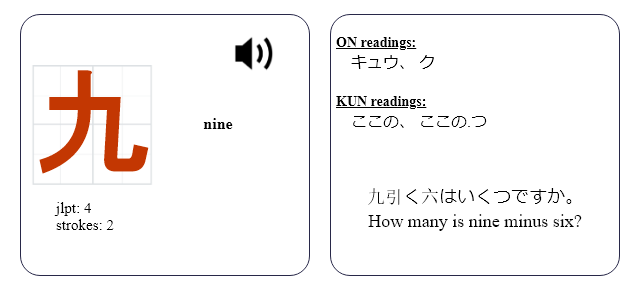 九
nine
jlpt: 4
strokes: 2
ON readings:
キュウ、 ク
KUN readings:
ここの、 ここの.つ
九引く六はいくつですか。
How many is nine minus six?